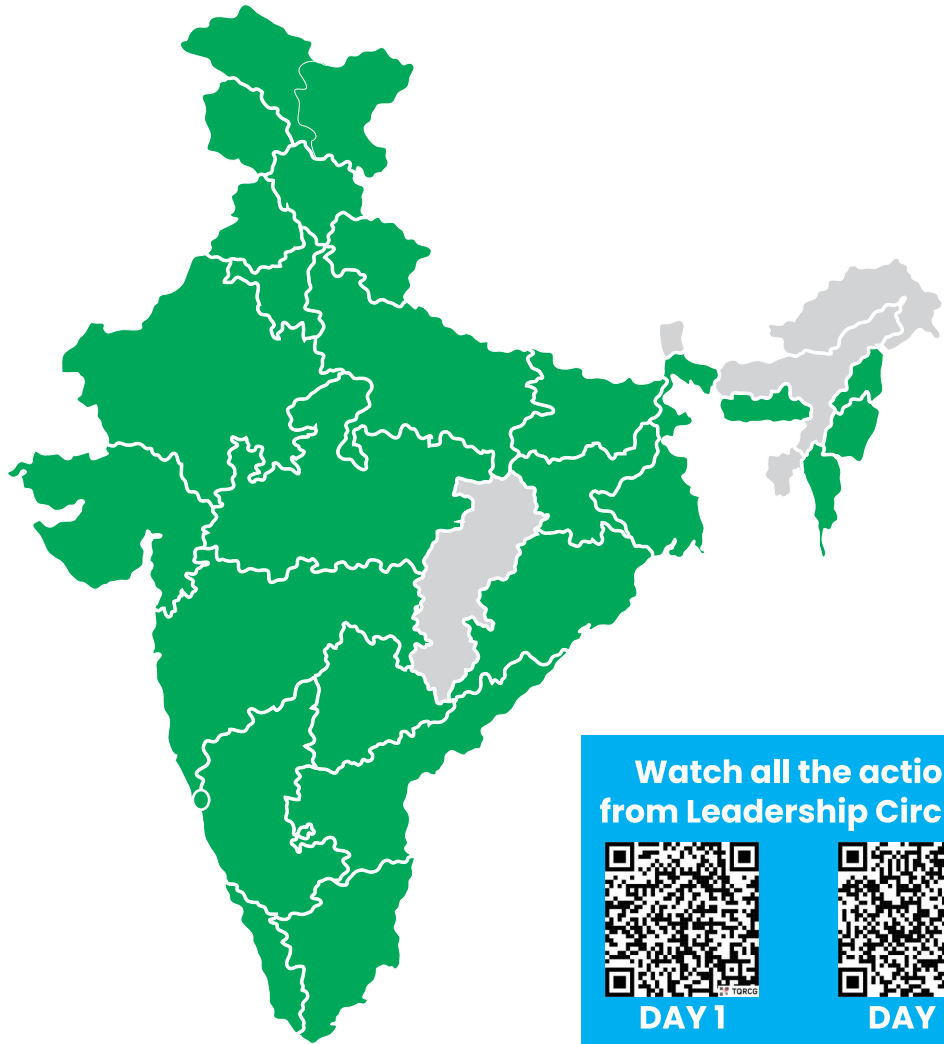 Watch all the actio
from Leadership Circ
TQRCG
DAY 1
DAY